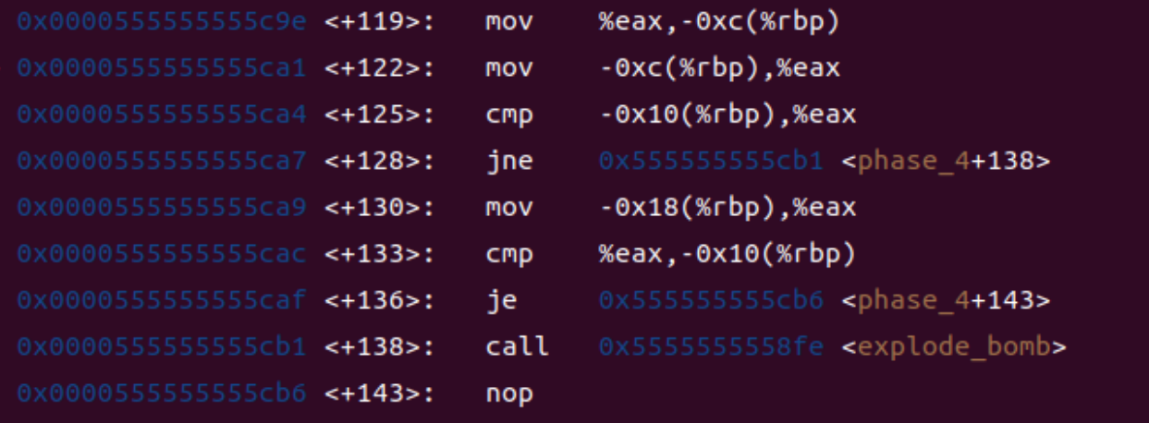 0x0000555555555c9e <+119>: mov %eax,-0xc(%rbp)
0x0000555555555ca1 <+122>: mov -0xc(%rbp),%eax
0x0000555555555ca4 <+125>: cmp -0x10(%rbp),%eax
0x0000555555555ca7 <+128>: jne 0x555555555cb1 <phase_4+138>
0x0000555555555ca9 <+130>: mov -0x18(%rbp),%eax
0x0000555555555cac <+133>: cmp %eax,-0x10(%rbp)
0x0000555555555caf <+136>: je 0x555555555cb6 <phase_4+143>
0x0000555555555cb1 <+138>: call 0x5555555558fe <explode_bomb>
0x0000555555555cb6 <+143>: nop